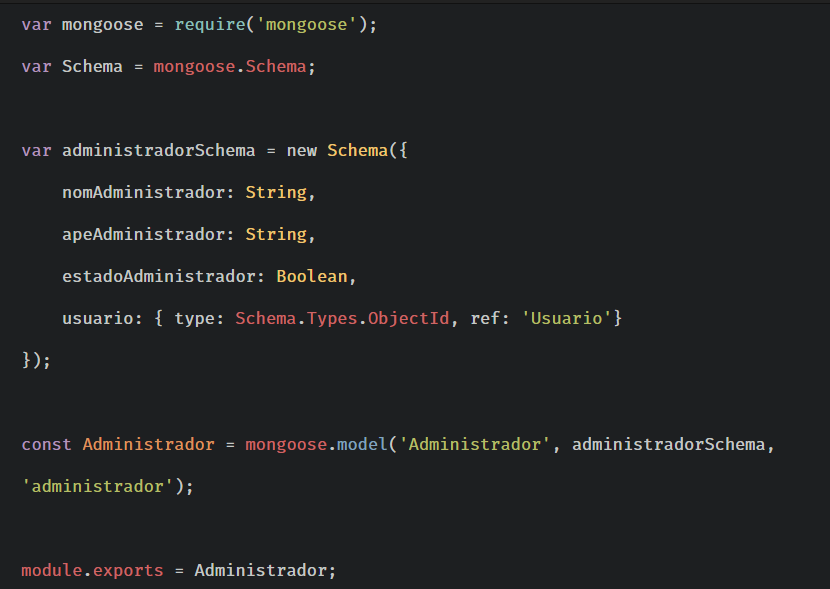 var mongoose = require('mongoose');
var Schema = mongoose.Schema;
var administradorSchema = new Schema({
    nomAdministrador: String,
    apeAdministrador: String,
    estadoAdministrador: Boolean,
    usuario: { type: Schema.Types.ObjectId, ref: 'Usuario'}
});
const Administrador = mongoose.model('Administrador', administradorSchema,
'administrador');
module.exports = Administrador;